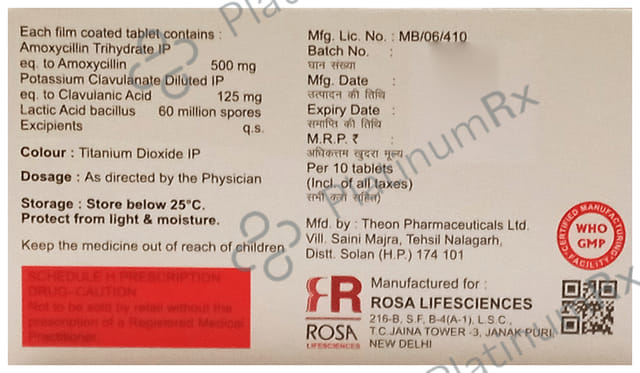 Each film coated tablet contains :
Amoxycillin Trihydrate IP
eq. to Amoxycillin 500 mg
Potassium Clavulanate Diluted IP
eq. to Clavulanic Acid 125 mg
Lactic Acid bacillus 60 million spores
Excipients q.s.
Colour : Titanium Dioxide IP
Dosage : As directed by the Physician
Storage : Store below 25°C.
Protect from light & moisture.
Keep the medicine out of reach of children
SCHEDULE H PRESCRIPTION
DRUG-CAUTION
Not to be sold by retail without the
prescription of a Registered Medical
Practitioner.
Mfg. Lic. No. : MB/06/410
Batch No. :
घान संख्या
Mfg. Date :
उत्पादन की तिथि
Expiry Date :
समाप्ति की तिथि
M.R.P. ₹ :
अधिकतम खुदरा मूल्य
Per 10 tablets
(Incl. of all taxes)
सभी करों सहित)
Mfd. by : Theon Pharmaceuticals Ltd.
Vill. Saini Majra, Tehsil Nalagarh,
Distt. Solan (H.P.) 174 101
CERTIFIED MANUFACTURING
WHO
GMP
FACILITY
Manufactured for :
ROSA LIFESCIENCES
216-B, S.F, B-4(A-1), L.S.C.,
T.C.JAINA TOWER -3, JANAK PURI
NEW DELHI
RR
ROSA
LIFESCIENCES
PlatinumRx